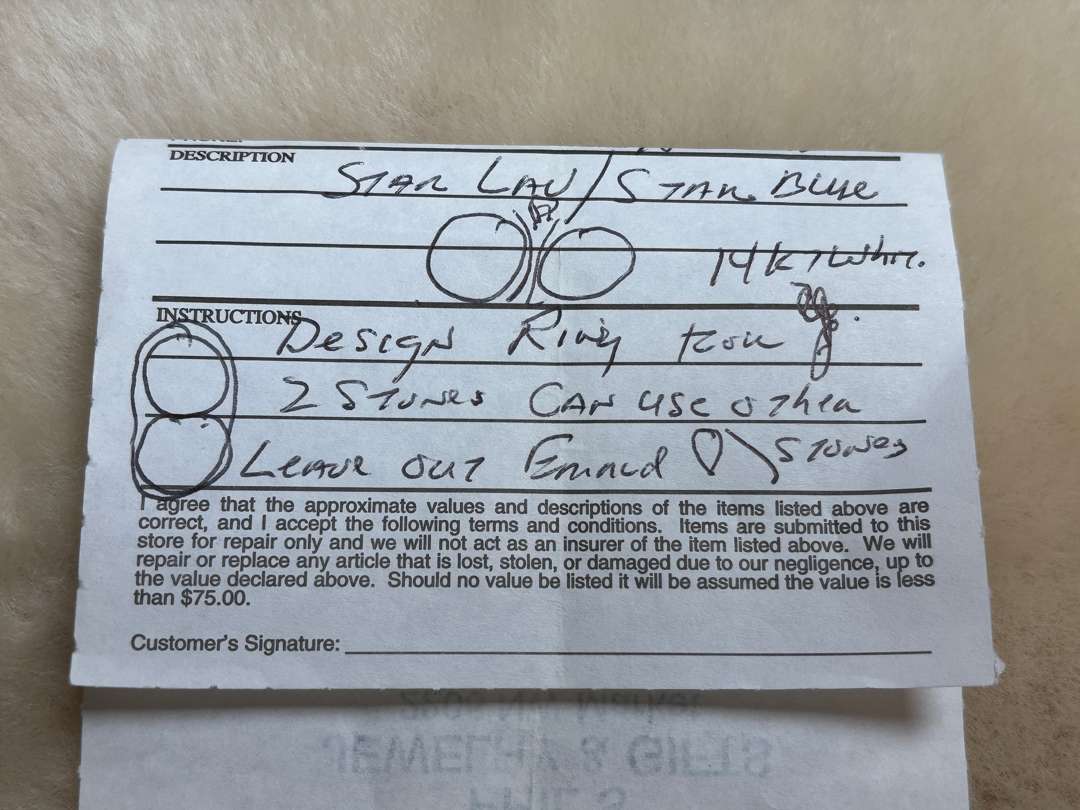 DESCRIPTION
STAR LAV / STAR BLUE
14K White.
INSTRUCTIONS
Design Ring from
2 Stones Can use other
Leave out Emerald Stones
I agree that the approximate values and descriptions of the items listed above are
correct, and I accept the following terms and conditions. Items are submitted to this
store for repair only and we will not act as an insurer of the item listed above. We will
repair or replace any article that is lost, stolen, or damaged due to our negligence, up to
the value declared above. Should no value be listed it will be assumed the value is less
than $75.00.
Customer's Signature:
JEWELRY & GIFTS